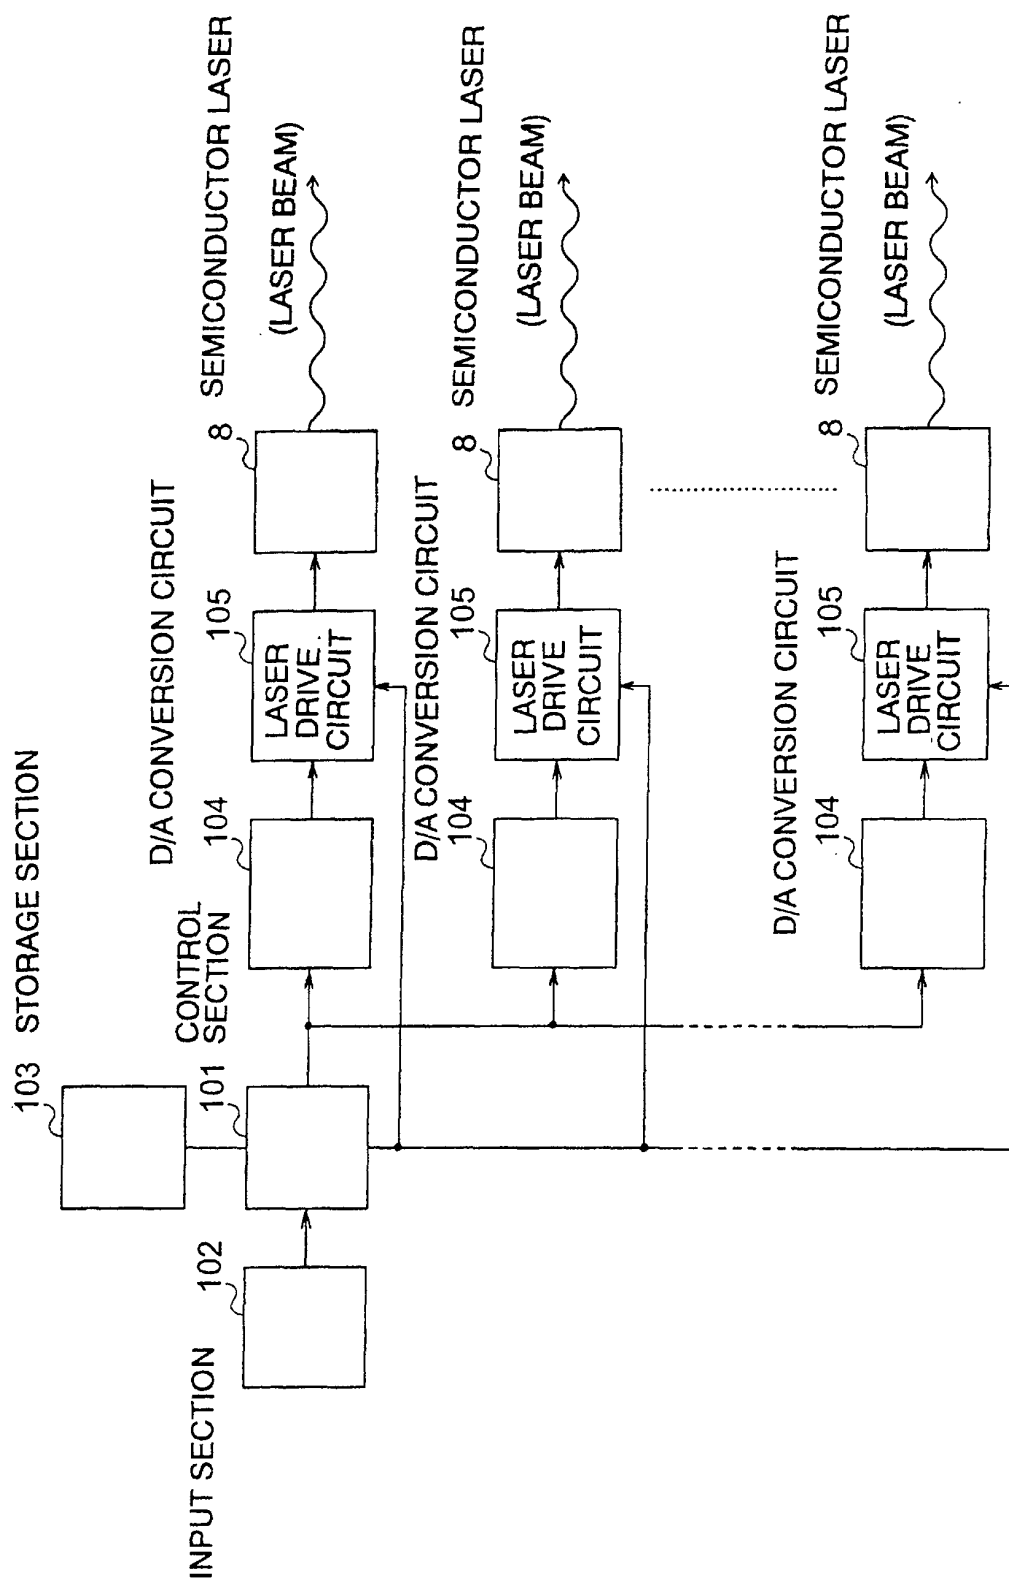 103 STORAGE SECTION
INPUT SECTION
102
101
CONTROL
SECTION
D/A CONVERSION CIRCUIT
104
105
LASER
DRIVE.
CIRCUIT
8
SEMICONDUCTOR LASER
(LASER BEAM)
D/A CONVERSION CIRCUIT
104
105
LASER
DRIVE
CIRCUIT
8
SEMICONDUCTOR LASER
(LASER BEAM)
D/A CONVERSION CIRCUIT
104
105
LASER
DRIVE
CIRCUIT
8
SEMICONDUCTOR LASER
(LASER BEAM)